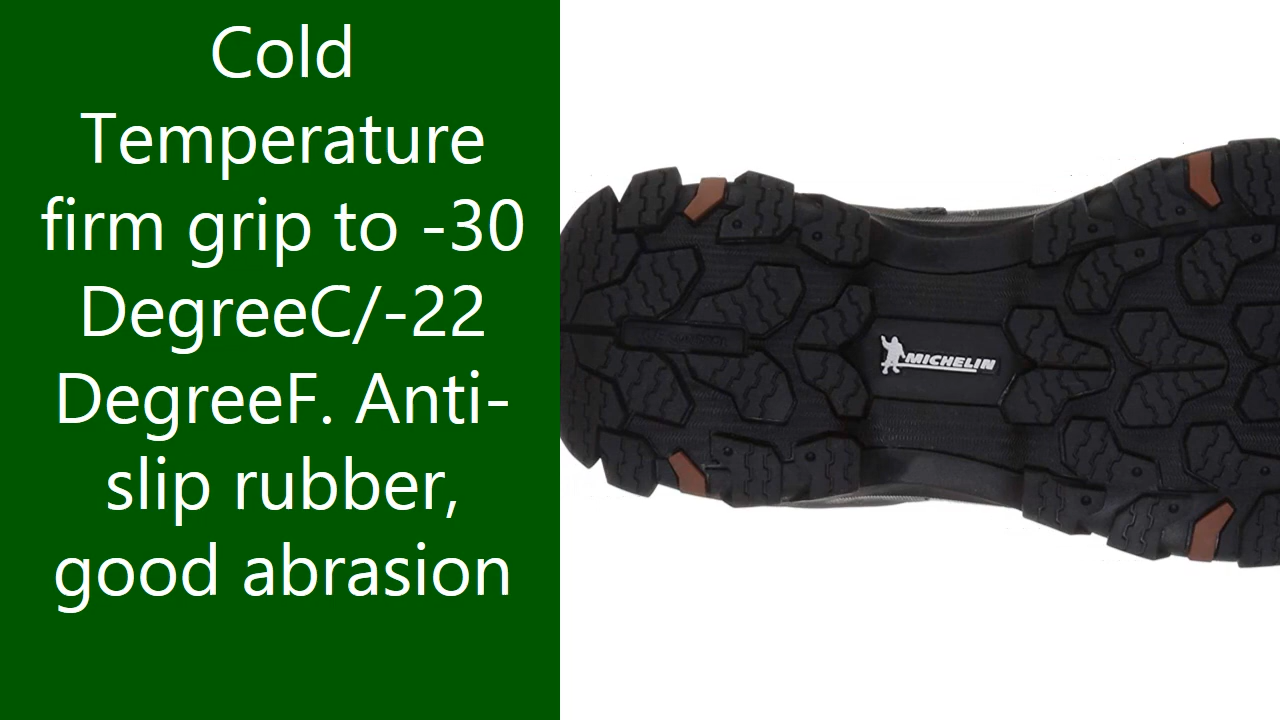 Cold
Temperature
firm grip to -30
DegreeC/-22
DegreeF. Anti-
slip rubber,
good abrasion
MICHELIN